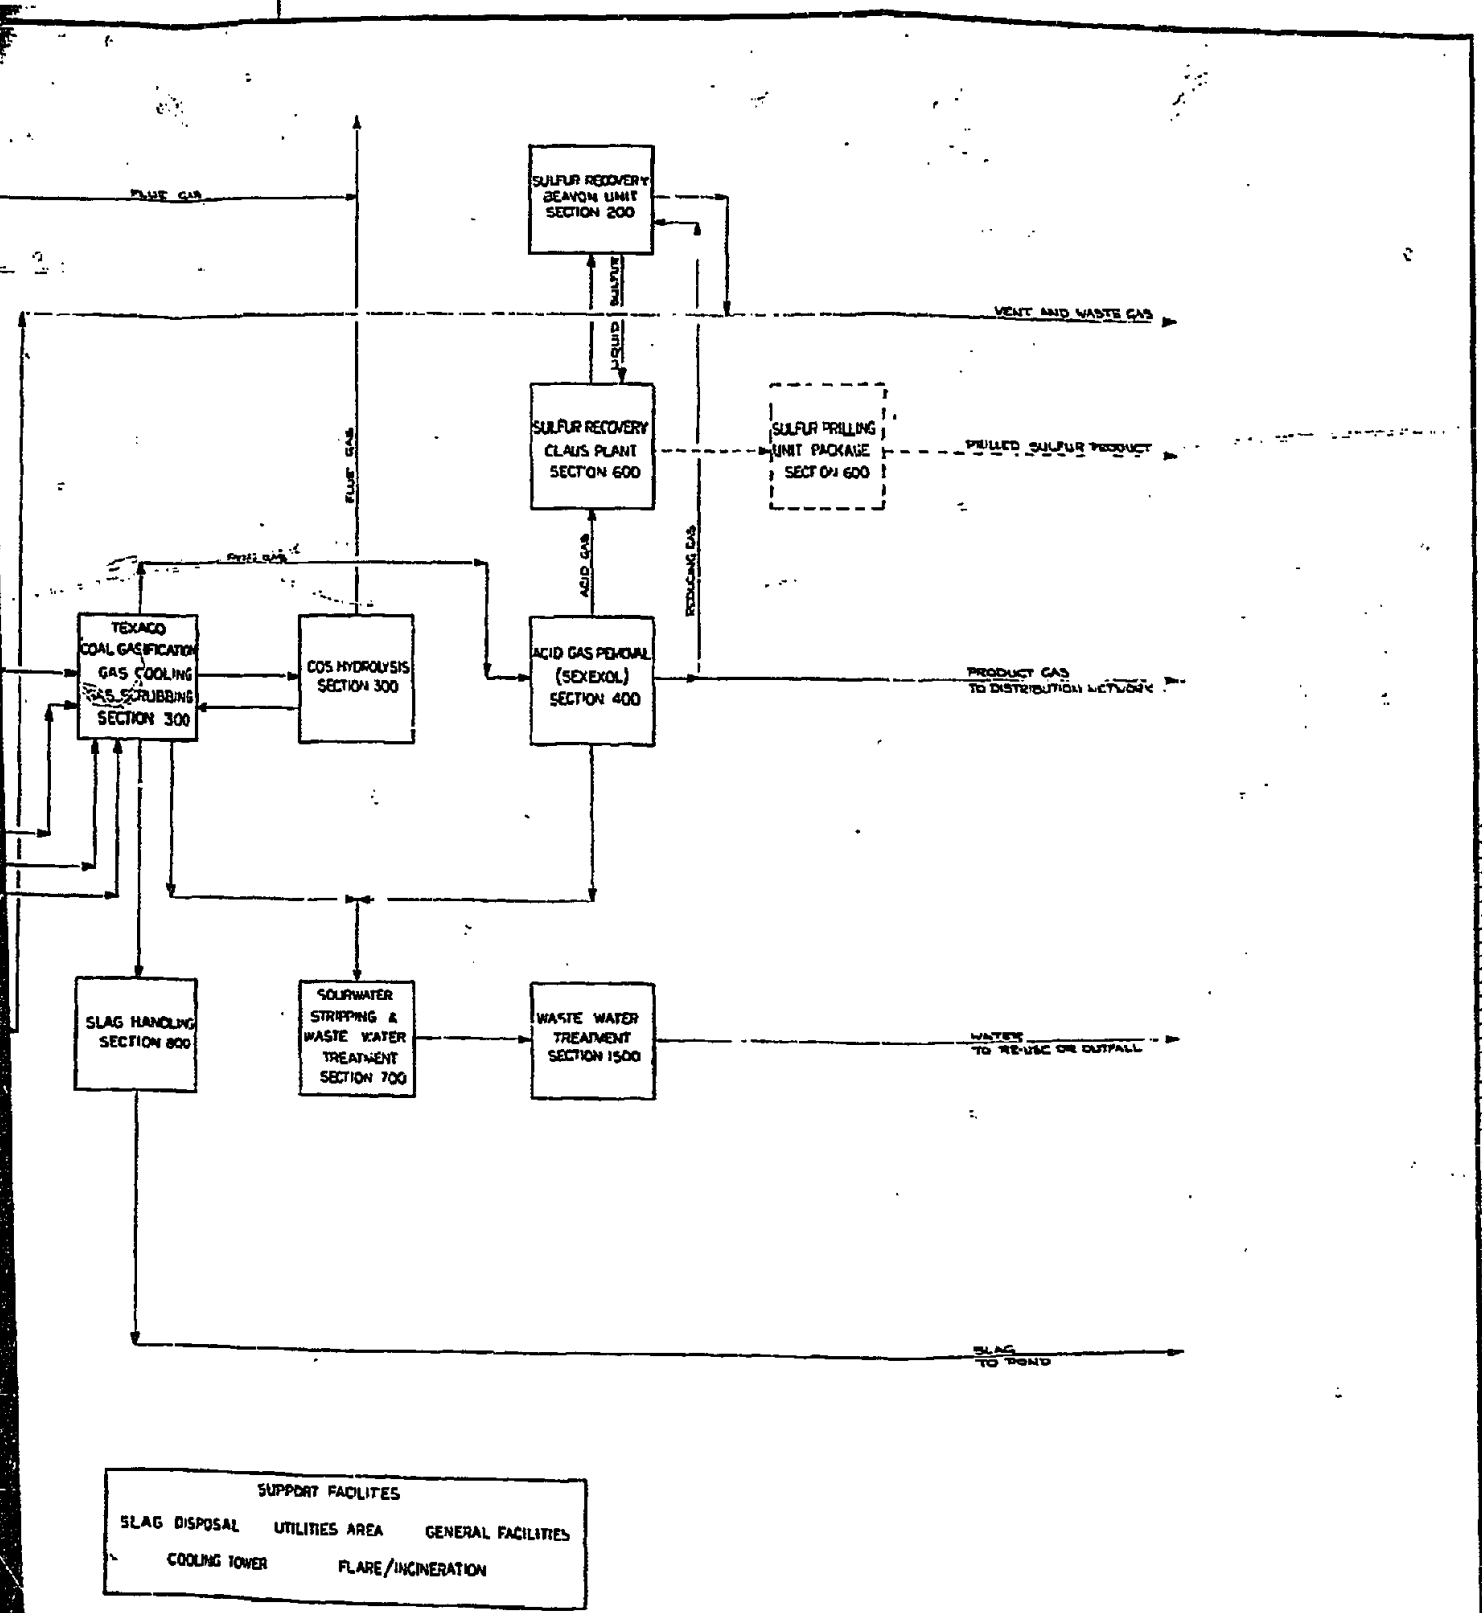 FLUE GAS
SULFUR RECOVERY
BEAVON UNIT
SECTION 200
LIQUID SULFUR
VENT AND WASTE GAS
FLUE GAS
SULFUR RECOVERY
CLAUS PLANT
SECTION 600
SULFUR PRILLING
UNIT PACKAGE
SECTION 600
PRILLED SULFUR PRODUCT
GAS
ACID GAS
REDUCING GAS
TEXACO
COAL GASIFICATION
GAS COOLING
GAS SCRUBBING
SECTION 300
COS HYDROLYSIS
SECTION 300
ACID GAS REMOVAL
(SEXEXOL)
SECTION 400
PRODUCT GAS
TO DISTRIBUTION NETWORK
SLAG HANDLING
SECTION 800
SOURWATER
STRIPPING &
WASTE WATER
TREATMENT
SECTION 700
WASTE WATER
TREATMENT
SECTION 1500
WATER
TO RE-USE OR OUTFALL
SLAG
TO POND
SUPPORT FACILITES
SLAG DISPOSAL UTILITIES AREA GENERAL FACILITIES
COOLING TOWER FLARE/INCINERATION